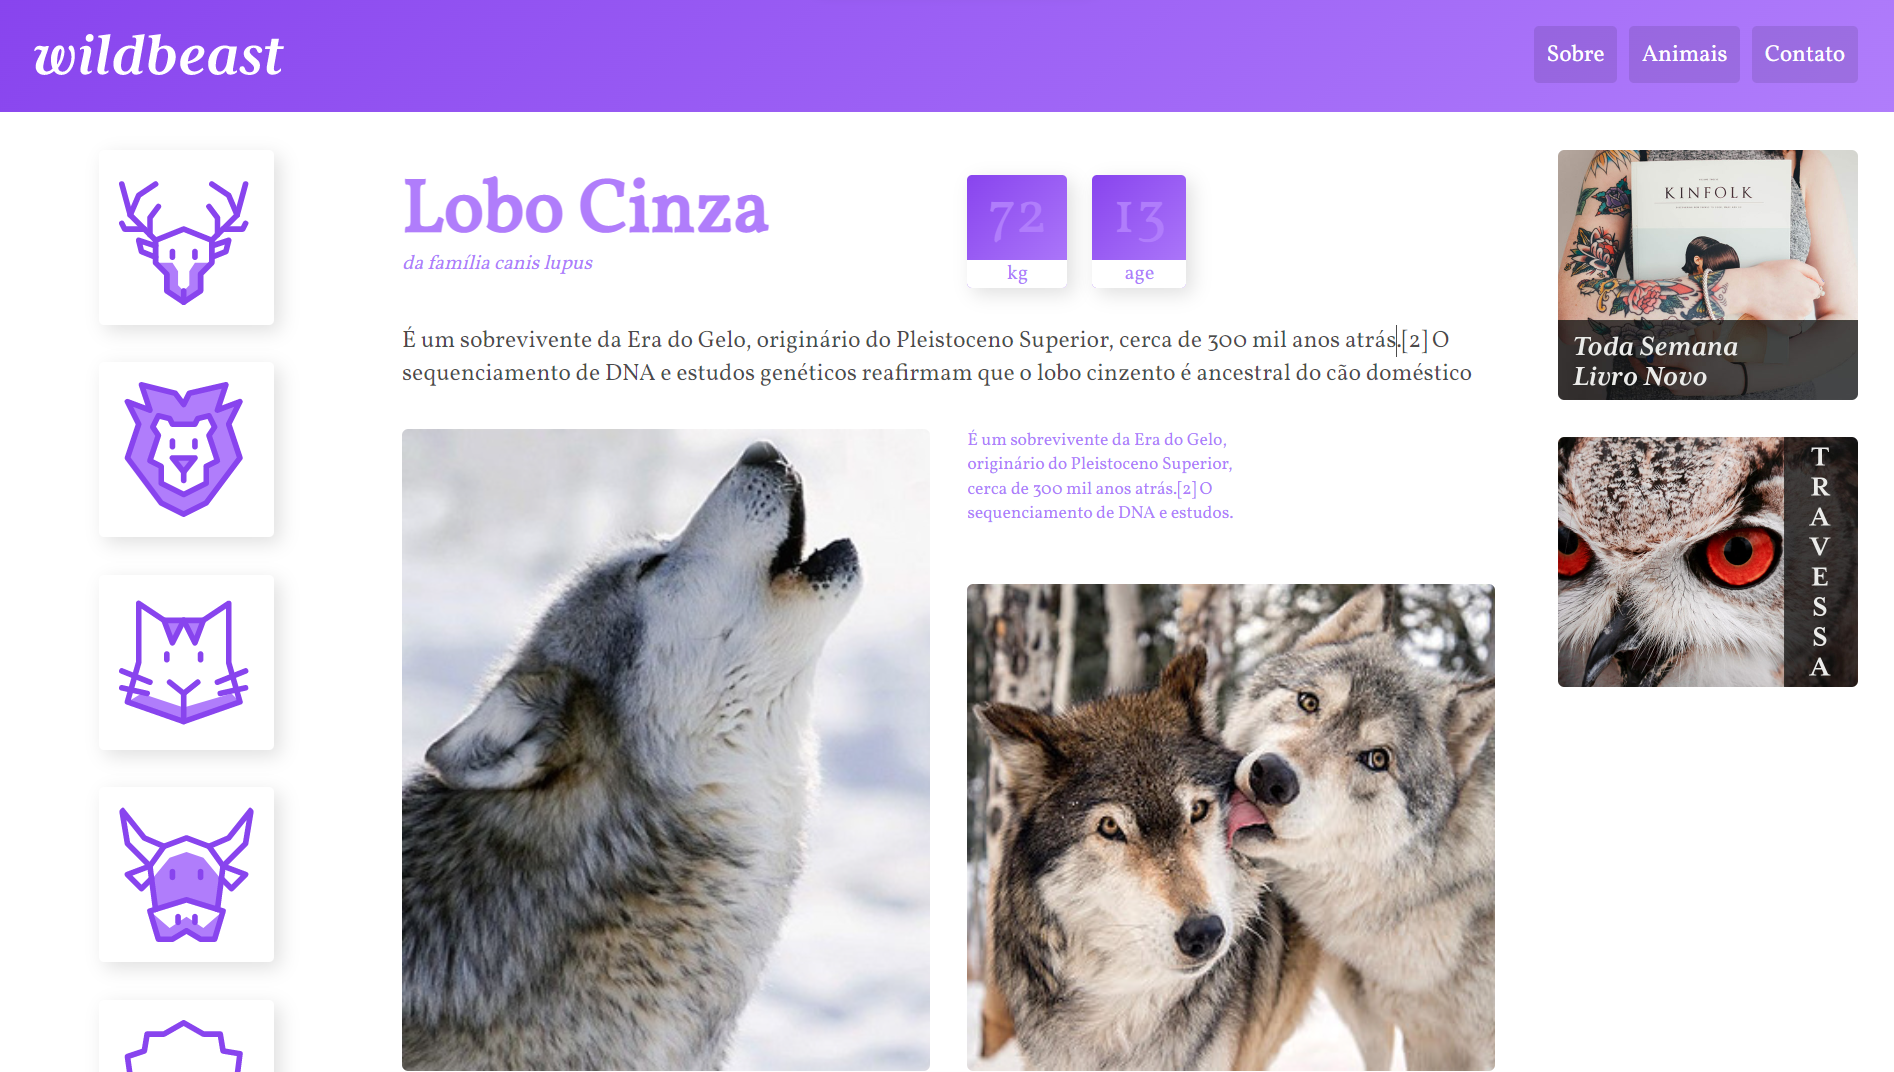 wildbeast
Sobre
Animais
Contato
Lobo Cinza
da família canis lupus
72
kg
13
age
É um sobrevivente da Era do Gelo, originário do Pleistoceno Superior, cerca de 300 mil anos atrás.[2] O
sequenciamento de DNA e estudos genéticos reafirmam que o lobo cinzento é ancestral do cão doméstico
É um sobrevivente da Era do Gelo,
originário do Pleistoceno Superior,
cerca de 300 mil anos atrás.[2] O
sequenciamento de DNA e estudos.
KINFOLK
Toda Semana
Livro Novo
TRAVESSA